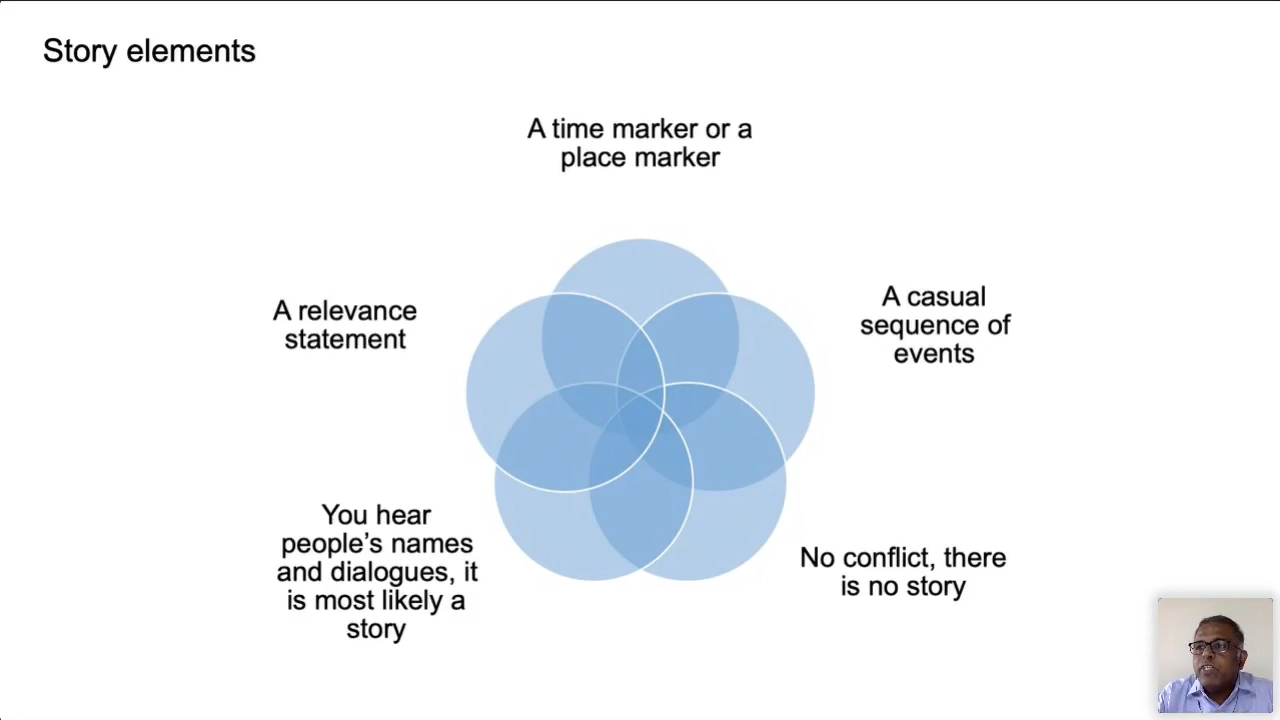 Story elements
A time marker or a
place marker
A relevance
statement
A casual
sequence of
events
You hear
people’s names
and dialogues, it
is most likely a
story
No conflict, there
is no story